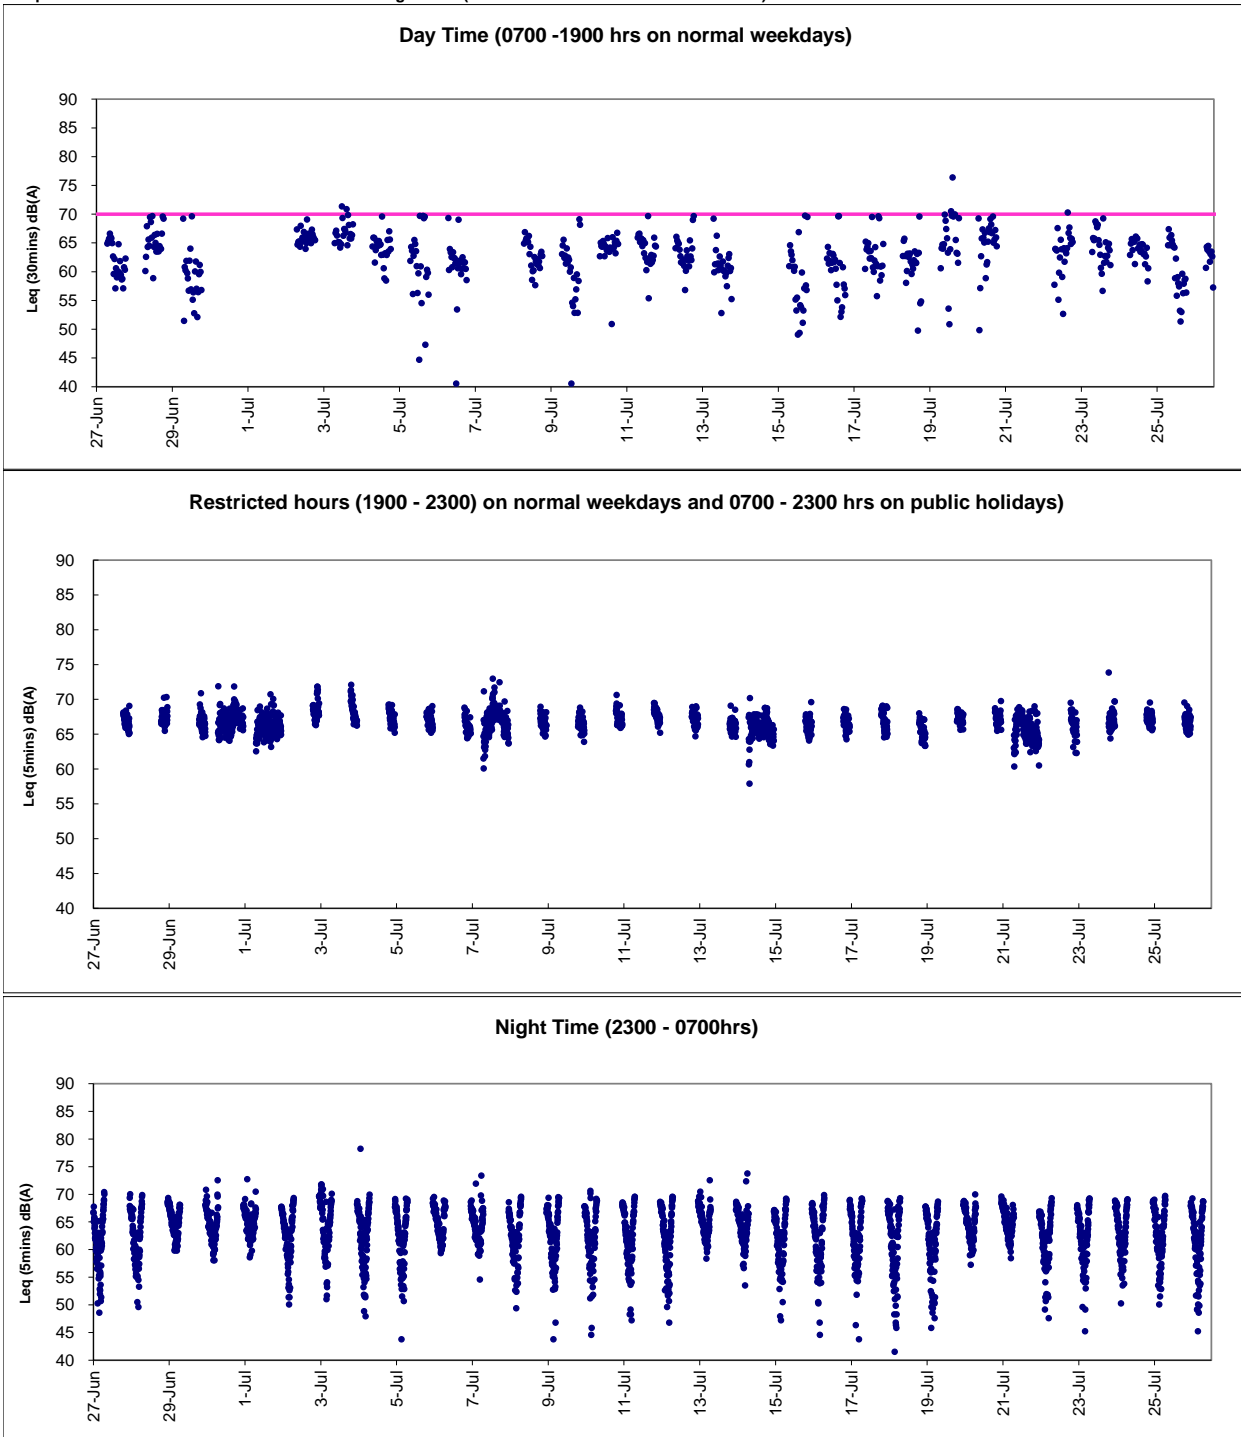 Day Time (0700 -1900 hrs on normal weekdays)
90
85
80
75
70
65
60
55
50
45
40
Leq (30mins) dB(A)
27-Jun
29-Jun
1-Jul
3-Jul
5-Jul
7-Jul
9-Jul
11-Jul
13-Jul
15-Jul
17-Jul
19-Jul
21-Jul
23-Jul
25-Jul
Restricted hours (1900 - 2300) on normal weekdays and 0700 - 2300 hrs on public holidays)
90
85
80
75
70
65
60
55
50
45
40
Leq (5mins) dB(A)
27-Jun
29-Jun
1-Jul
3-Jul
5-Jul
7-Jul
9-Jul
11-Jul
13-Jul
15-Jul
17-Jul
19-Jul
21-Jul
23-Jul
25-Jul
Night Time (2300 - 0700hrs)
90
85
80
75
70
65
60
55
50
45
40
Leq (5mins) dB(A)
27-Jun
29-Jun
1-Jul
3-Jul
5-Jul
7-Jul
9-Jul
11-Jul
13-Jul
15-Jul
17-Jul
19-Jul
21-Jul
23-Jul
25-Jul